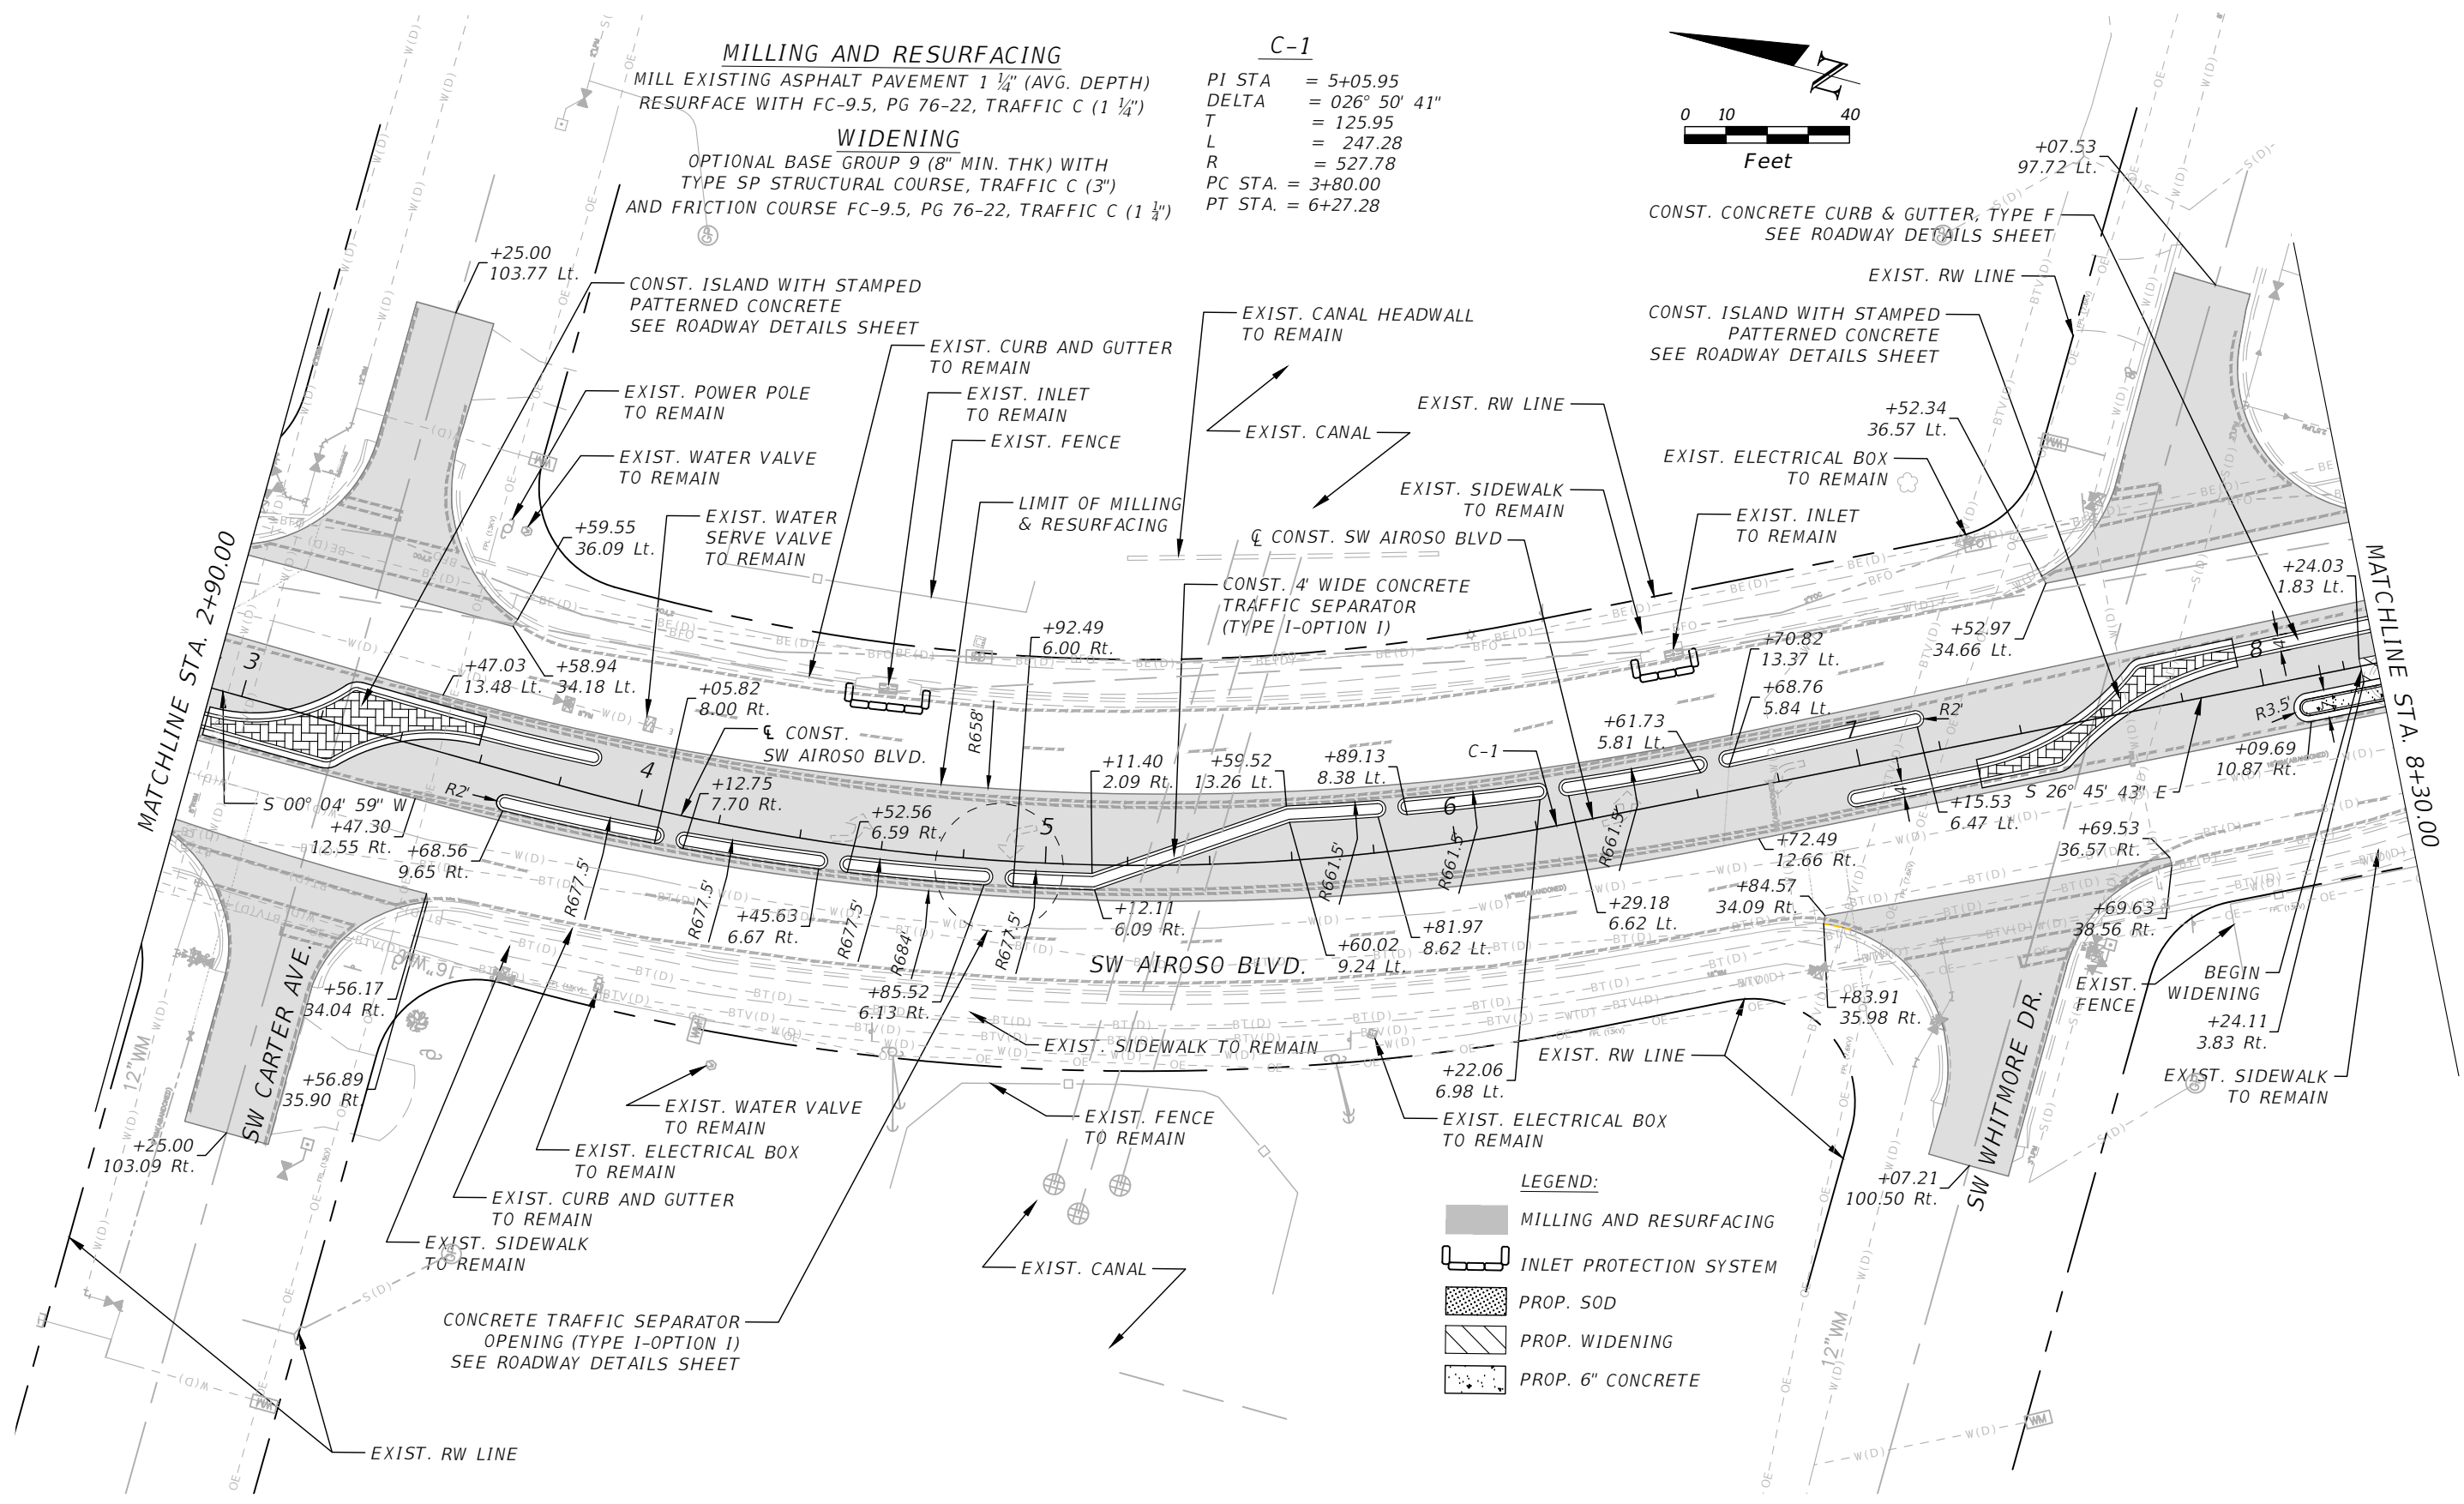 MILLING AND RESURFACING
MILL EXISTING ASPHALT PAVEMENT 1 ¼" (AVG. DEPTH)
RESURFACE WITH FC-9.5, PG 76-22, TRAFFIC C (1 ¼")
WIDENING
OPTIONAL BASE GROUP 9 (8" MIN. THK) WITH
TYPE SP STRUCTURAL COURSE, TRAFFIC C (3")
AND FRICTION COURSE FC-9.5, PG 76-22, TRAFFIC C (1 ¼")
C-1
PI STA = 5+05.95
DELTA = 026° 50' 41"
T = 125.95
L = 247.28
R = 527.78
PC STA. = 3+80.00
PT STA. = 6+27.28
N
0 10 40
Feet
+07.53
97.72 Lt.
CONST. CONCRETE CURB & GUTTER, TYPE F
SEE ROADWAY DETAILS SHEET
EXIST. RW LINE
CONST. ISLAND WITH STAMPED
PATTERNED CONCRETE
SEE ROADWAY DETAILS SHEET
+25.00
103.77 Lt.
CONST. ISLAND WITH STAMPED
PATTERNED CONCRETE
SEE ROADWAY DETAILS SHEET
EXIST. CURB AND GUTTER
TO REMAIN
EXIST. CANAL HEADWALL
TO REMAIN
EXIST. POWER POLE
TO REMAIN
EXIST. INLET
TO REMAIN
EXIST. FENCE
EXIST. CANAL
EXIST. RW LINE
+52.34
36.57 Lt.
EXIST. WATER VALVE
TO REMAIN
EXIST. ELECTRICAL BOX
TO REMAIN
EXIST. SIDEWALK
TO REMAIN
LIMIT OF MILLING
& RESURFACING
EXIST. WATER
SERVE VALVE
TO REMAIN
EXIST. INLET
TO REMAIN
+59.55
36.09 Lt.
℄ CONST. SW AIROSO BLVD
MATCHLINE STA. 2+90.00
MATCHLINE STA. 8+30.00
+24.03
1.83 Lt.
CONST. 4' WIDE CONCRETE
TRAFFIC SEPARATOR
(TYPE I-OPTION I)
+92.49
6.00 Rt.
+70.82
13.37 Lt.
+52.97
34.66 Lt.
3
+47.03
13.48 Lt.
+58.94
34.18 Lt.
+05.82
8.00 Rt.
+68.76
5.84 Lt.
R2'
8
4'
7'
R3.5'
℄ CONST.
SW AIROSO BLVD.
R658'
+61.73
5.81 Lt.
C-1
7
+09.69
10.87 Rt.
4
+11.40
2.09 Rt.
+59.52
13.26 Lt.
+89.13
8.38 Lt.
R2'
S 00° 04' 59" W
+12.75
7.70 Rt.
+52.56
6.59 Rt.
5
6
4'
S 26° 45' 43" E
+47.30
12.55 Rt.
+15.53
6.47 Lt.
+68.56
9.65 Rt.
+72.49
12.66 Rt.
+69.53
36.57 Rt.
R677.5'
R677.5'
R677.5'
R684'
R677.5'
R661.5'
R661.5'
R661.5'
+84.57
34.09 Rt.
+45.63
6.67 Rt.
+12.11
6.09 Rt.
+29.18
6.62 Rt.
+69.63
38.56 Rt.
+60.02
9.24 Lt.
+81.97
8.62 Lt.
SW AIROSO BLVD.
16"WM
+56.17
34.04 Rt.
+85.52
6.13 Rt.
+83.91
35.98 Rt.
EXIST.
FENCE
BEGIN
WIDENING
+24.11
3.83 Rt.
SW CARTER AVE.
12"WM
EXIST. SIDEWALK TO REMAIN
EXIST. RW LINE
+22.06
6.98 Lt.
+56.89
35.90 Rt.
EXIST. SIDEWALK
TO REMAIN
EXIST. WATER VALVE
TO REMAIN
EXIST. FENCE
TO REMAIN
EXIST. ELECTRICAL BOX
TO REMAIN
+25.00
103.09 Rt.
EXIST. ELECTRICAL BOX
TO REMAIN
+07.21
100.50 Rt.
SW WHITMORE DR.
EXIST. CURB AND GUTTER
TO REMAIN
EXIST. SIDEWALK
TO REMAIN
EXIST. CANAL
LEGEND:
MILLING AND RESURFACING
INLET PROTECTION SYSTEM
PROP. SOD
PROP. WIDENING
PROP. 6" CONCRETE
CONCRETE TRAFFIC SEPARATOR
OPENING (TYPE I-OPTION I)
SEE ROADWAY DETAILS SHEET
12"WM
WM
EXIST. RW LINE